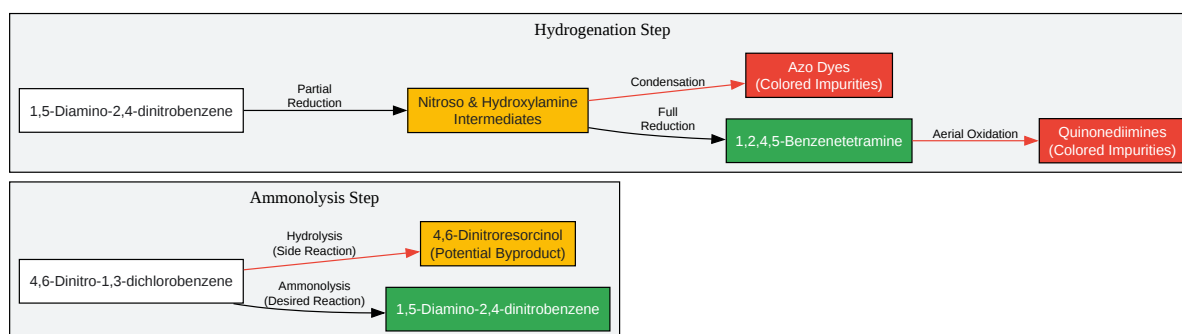 Hydrogenation Step
1,5-Diamino-2,4-dinitrobenzene
Partial
Reduction
Nitroso & Hydroxylamine
Intermediates
Condensation
Azo Dyes
(Colored Impurities)
Full
Reduction
1,2,4,5-Benzenetetramine
Aerial Oxidation
Quinonediimines
(Colored Impurities)
Ammonolysis Step
4,6-Dinitro-1,3-dichlorobenzene
Hydrolysis
(Side Reaction)
4,6-Dinitroresorcinol
(Potential Byproduct)
Ammonolysis
(Desired Reaction)
1,5-Diamino-2,4-dinitrobenzene